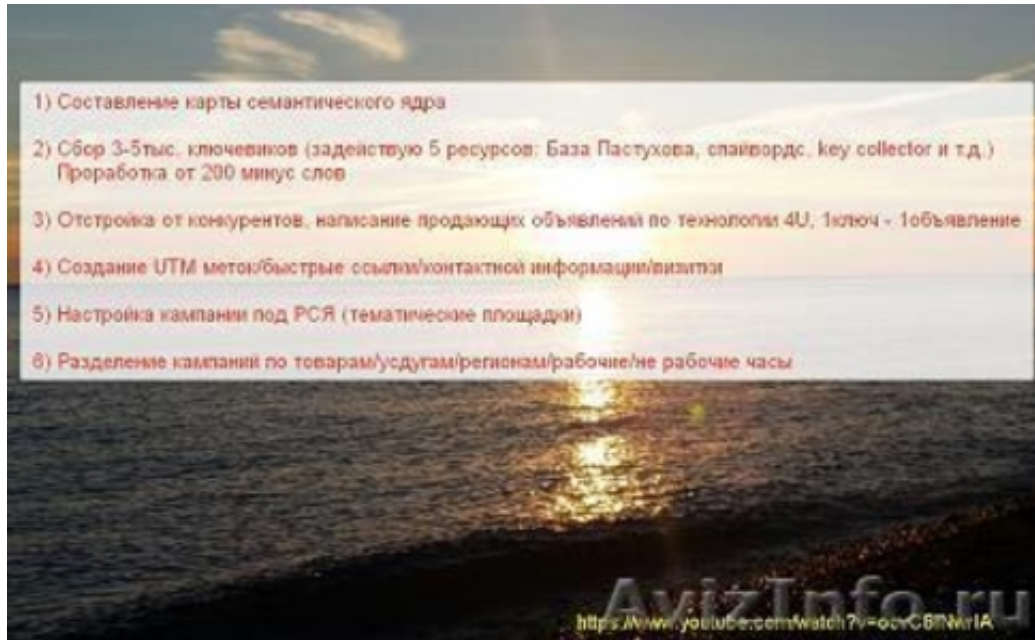 1) Составление карты семантического ядра
2) Сбор 3-5тыс. ключевиков (задействую 5 ресурсов: База Пастухова, спайвордс, key collector и т.д.)
Проработка от 200 минус слов
3) Отстройка от конкурентов, написание продающих объявлений по технологии 4U, 1ключ - 1объявление
4) Создание UTM меток/быстрые ссылки/контактной информации/визитки
5) Настройка кампании под РСЯ (тематические площадки)
6) Разделение кампаний по товарам/усдугам/регионам/рабочие/не рабочие часы
AvizInfo.ru